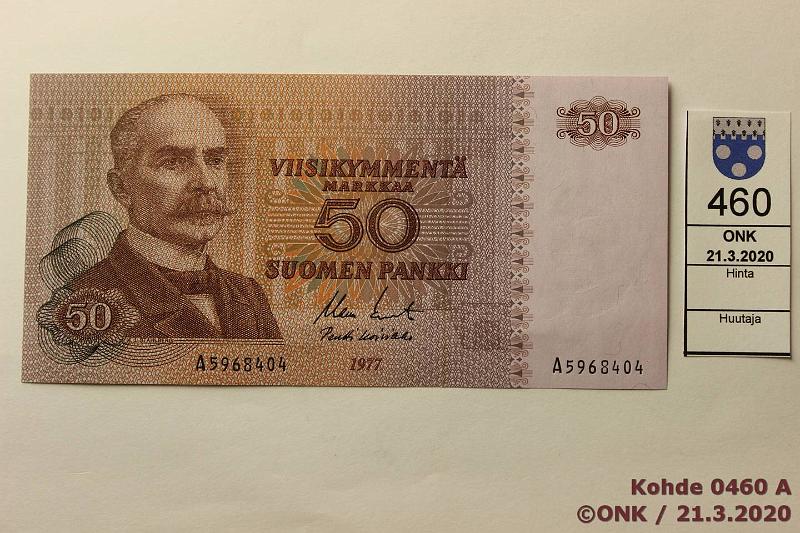 50
VIISIKYMMENTÄ
MARKKAA
50
SUOMEN PANKKI
50
A5968404
1977
A5968404
460
ONK
21.3.2020
Hinta
Huutaja
Kohde 0460 A
©ONK / 21.3.2020